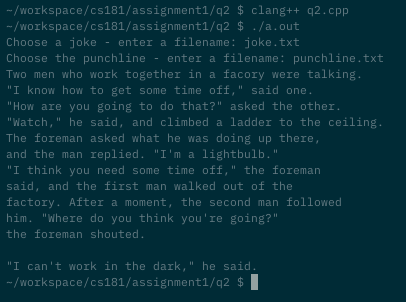 ~/workspace/cs181/assignment1/q2 $ clang++ q2.cpp
~/workspace/cs181/assignment1/q2 $ ./a.out
Choose a joke - enter a filename: joke.txt
Choose the punchline - enter a filename: punchline.txt
Two men who work together in a facory were talking.
"I know how to get some time off," said one.
"How are you going to do that?" asked the other.
"Watch," he said, and climbed a ladder to the ceiling.
The foreman asked what he was doing up there,
and the man replied. "I'm a lightbulb."
"I think you need some time off," the foreman
said, and the first man walked out of the
factory. After a moment, the second man followed
him. "Where do you think you're going?"
the foreman shouted.

"I can't work in the dark," he said.
~/workspace/cs181/assignment1/q2 $